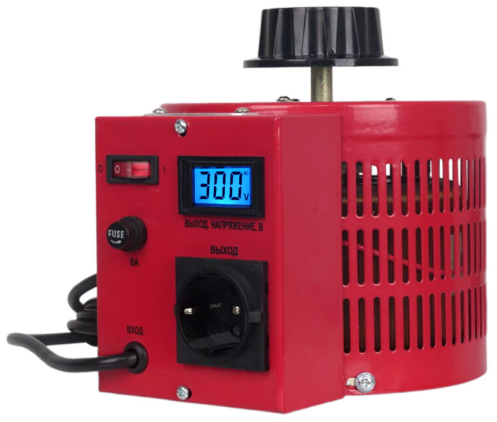 O I
300 V
ВЫХОД. НАПРЯЖЕНИЕ, В
FUSE
ВЫХОД
5A
ВХОД